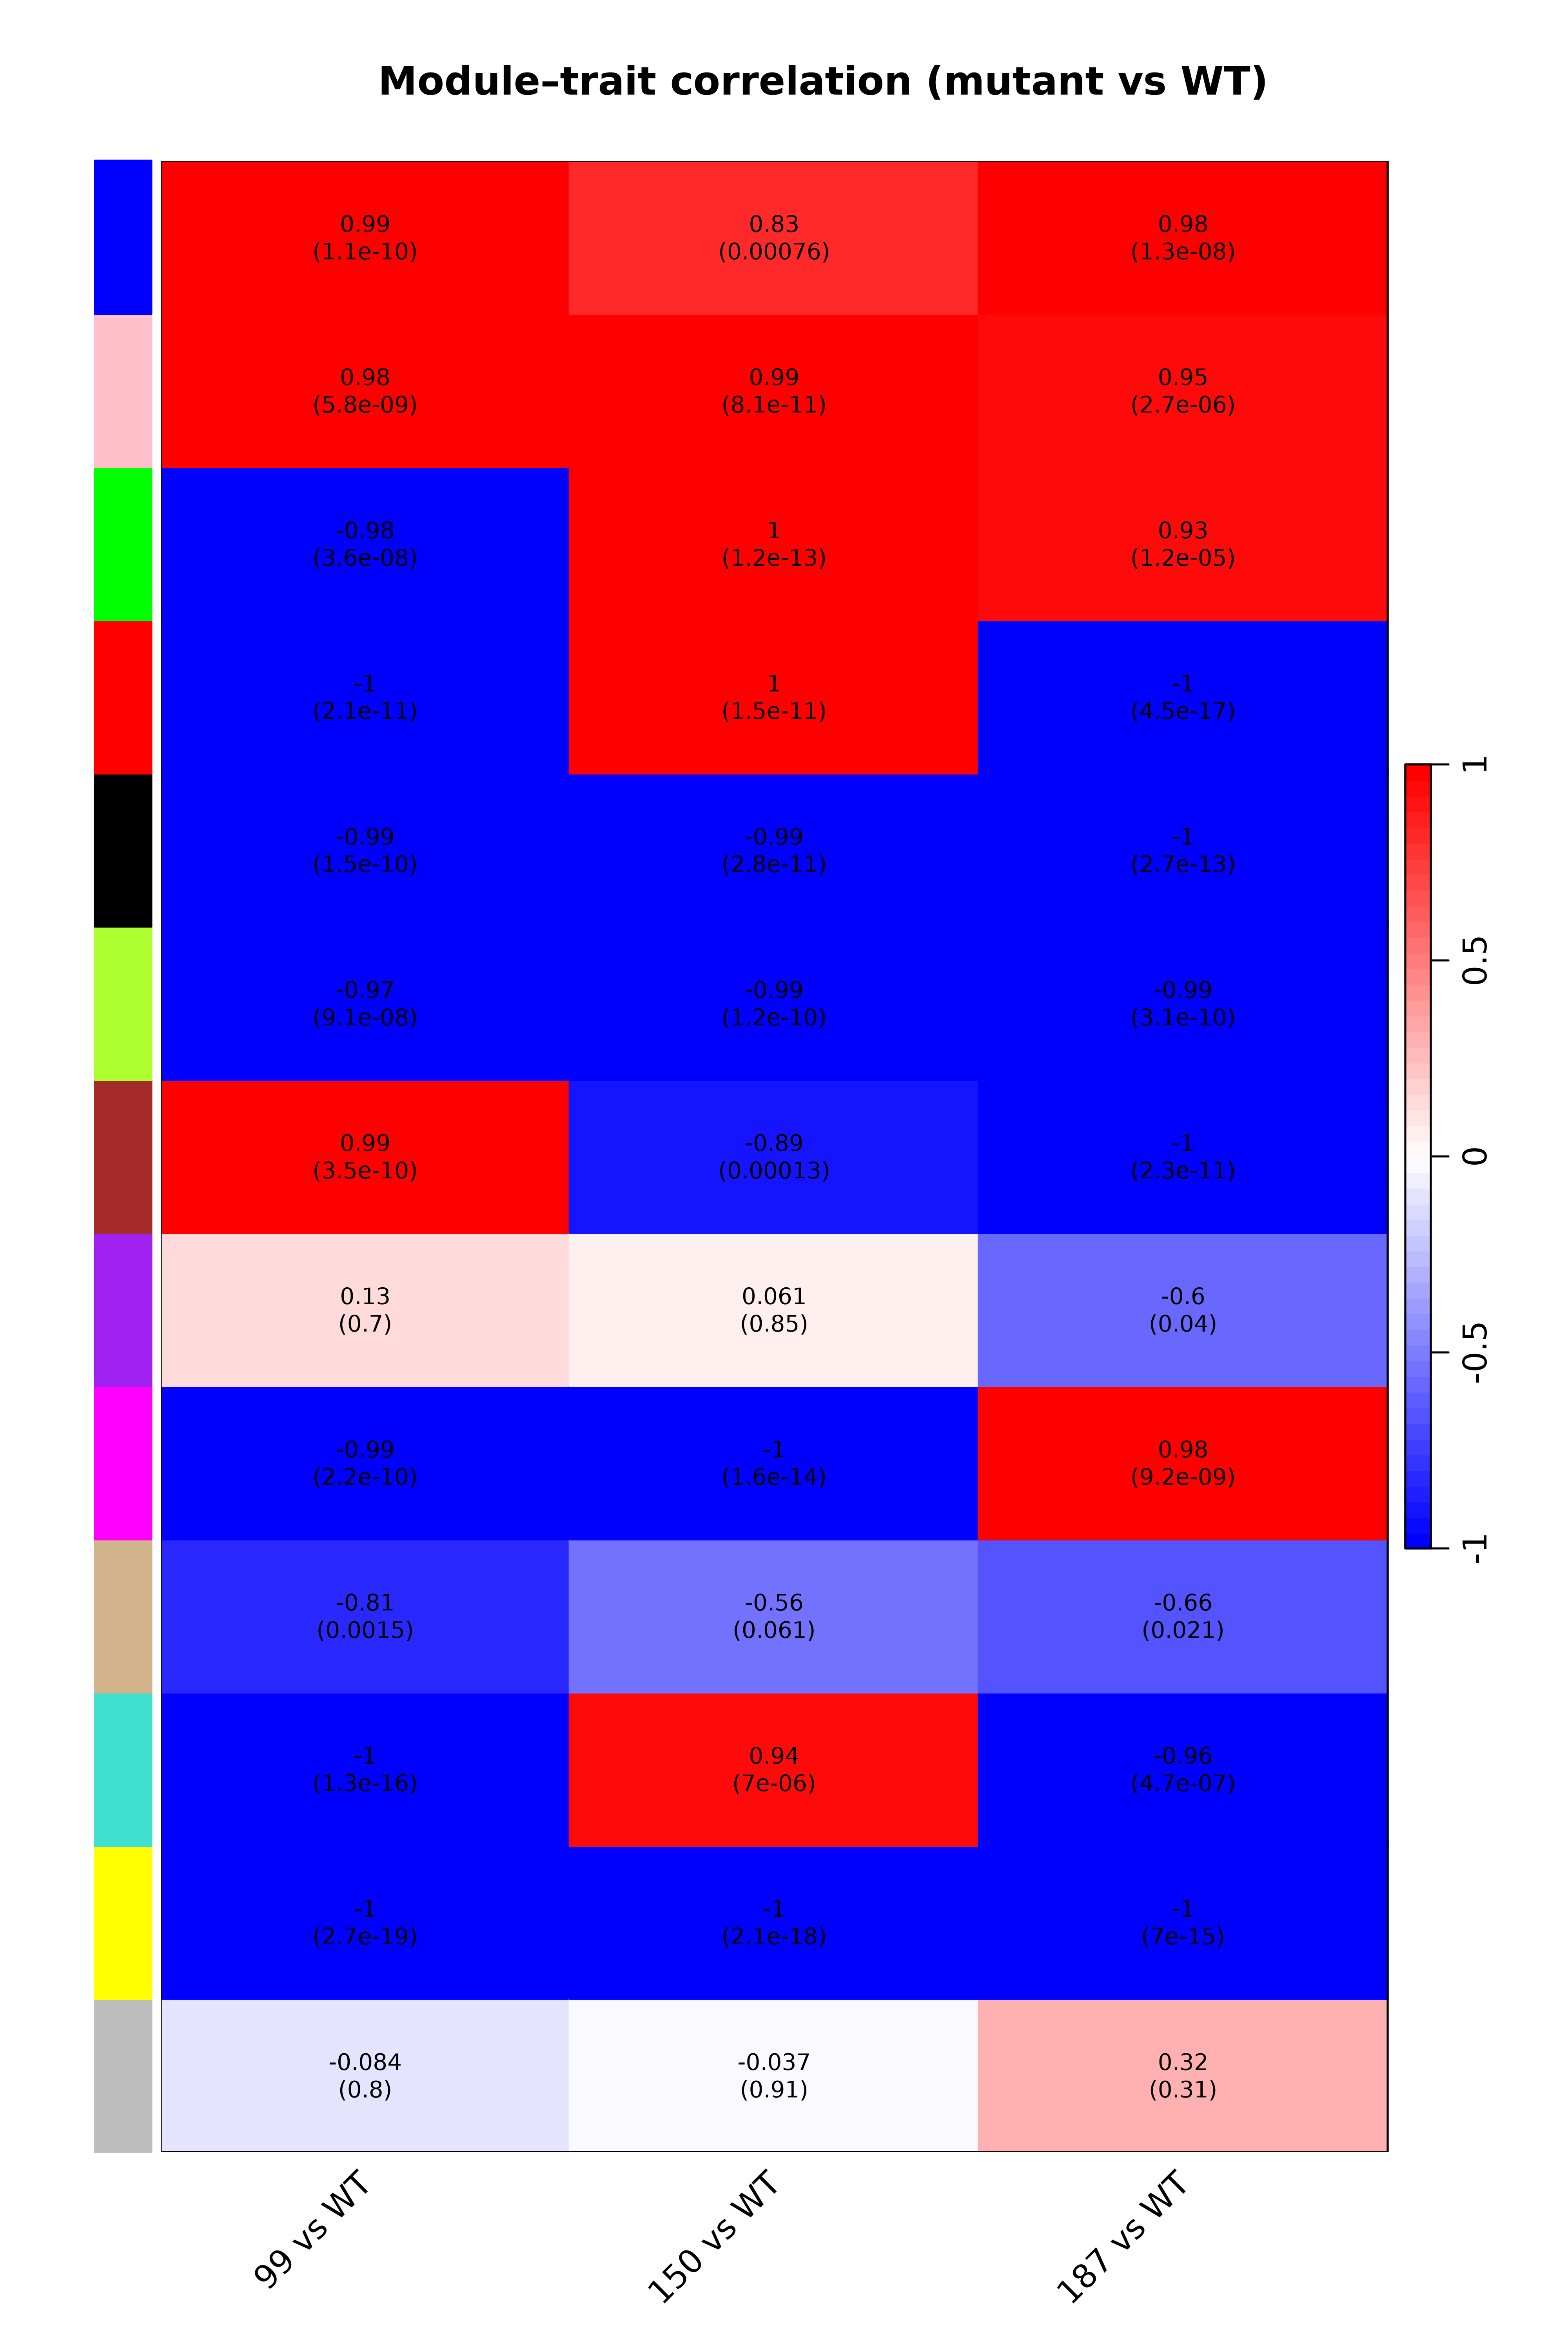 Module–trait correlation (mutant vs WT)
0.99
(1.1e-10)
0.83
(0.00076)
0.98
(1.3e-08)
0.98
(5.8e-09)
0.99
(8.1e-11)
0.95
(2.7e-06)
-0.98
(3.6e-08)
1
(1.2e-13)
0.93
(1.2e-05)
-1
(2.1e-11)
1
(1.5e-11)
-1
(4.5e-17)
-0.99
(1.5e-10)
-0.99
(2.8e-11)
-1
(2.7e-13)
-0.97
(9.1e-08)
-0.99
(1.2e-10)
-0.99
(3.1e-10)
0.99
(3.5e-10)
-0.89
(0.00013)
-1
(2.3e-11)
0.13
(0.7)
0.061
(0.85)
-0.6
(0.04)
-0.99
(2.2e-10)
-1
(1.6e-14)
0.98
(9.2e-09)
-0.81
(0.0015)
-0.56
(0.061)
-0.66
(0.021)
-1
(1.3e-16)
0.94
(7e-06)
-0.96
(4.7e-07)
-1
(2.7e-19)
-1
(2.1e-18)
-1
(7e-15)
-0.084
(0.8)
-0.037
(0.91)
0.32
(0.31)
99 vs WT
150 vs WT
187 vs WT
1
0.5
0
-0.5
-1